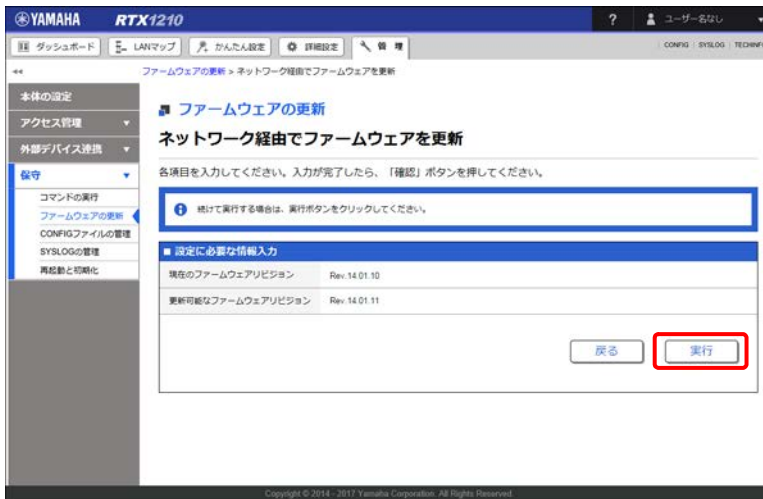 YAMAHA RTX1210 ? ユーザーなし
ダッシュボード LANマップ かんたん設定 詳細設定 管理 CONFIG SYSLOG TECHINF
ファームウェアの更新 > ネットワーク経由でファームウェアを更新
本体の設定
アクセス管理
外部デバイス連携
保守
コマンドの実行
ファームウェアの更新
CONFIGファイルの管理
SYSLOGの管理
再起動と初期化
ファームウェアの更新
ネットワーク経由でファームウェアを更新
各項目を入力してください。入力が完了したら、「確認」ボタンを押してください。
続けて実行する場合は、実行ボタンをクリックしてください。
■ 設定に必要な情報入力
現在のファームウェアリビジョン Rev.14.01.10
更新可能なファームウェアリビジョン Rev.14.01.11
戻る 実行
Copyright © 2014 - 2017 Yamaha Corporation. All Rights Reserved.